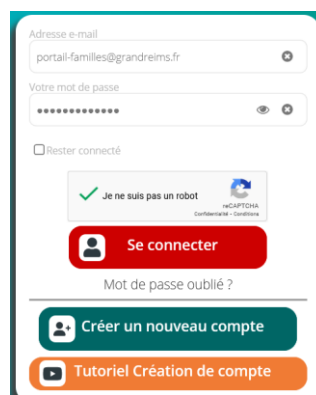 Adresse e-mail
portail-familles@grandreims.fr
Votre mot de passe
•••••••••••••
Rester connecté
Je ne suis pas un robot
reCAPTCHA
Confidentialité - Conditions
Se connecter
Mot de passe oublié ?
Créer un nouveau compte
Tutoriel Création de compte